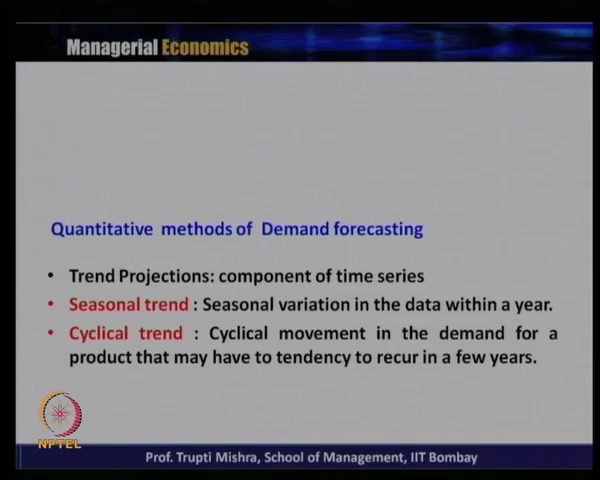 Managerial Economics
Quantitative methods of Demand forecasting
• Trend Projections: component of time series
• Seasonal trend : Seasonal variation in the data within a year.
• Cyclical trend : Cyclical movement in the demand for a
product that may have to tendency to recur in a few years.
NPTEL
Prof. Trupti Mishra, School of Management, IIT Bombay